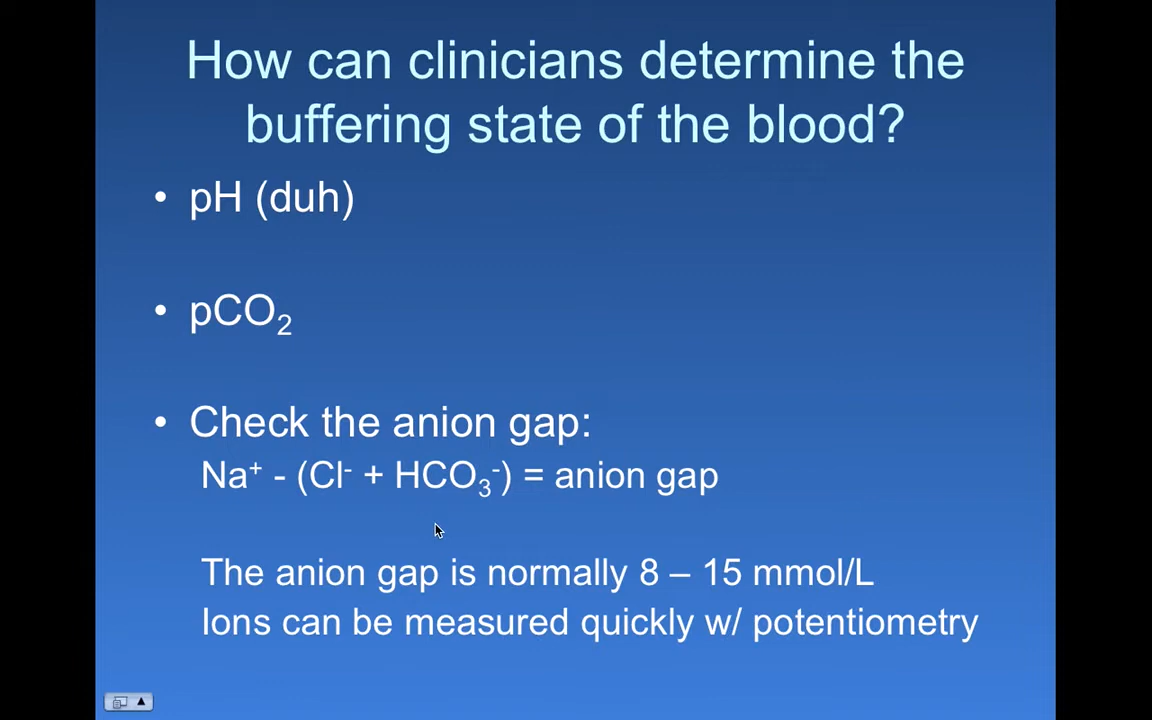 How can clinicians determine the
buffering state of the blood?
• pH (duh)
• pCO₂
• Check the anion gap:
Na⁺ - (Cl⁻ + HCO₃⁻) = anion gap
The anion gap is normally 8 – 15 mmol/L
Ions can be measured quickly w/ potentiometry